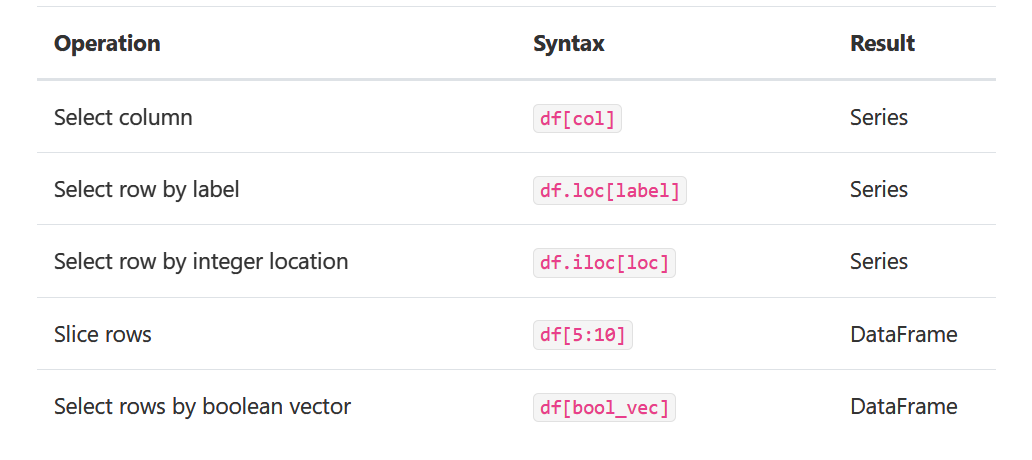 Operation Syntax Result
Select column df[col] Series
Select row by label df.loc[label] Series
Select row by integer location df.iloc[loc] Series
Slice rows df[5:10] DataFrame
Select rows by boolean vector df[bool_vec] DataFrame